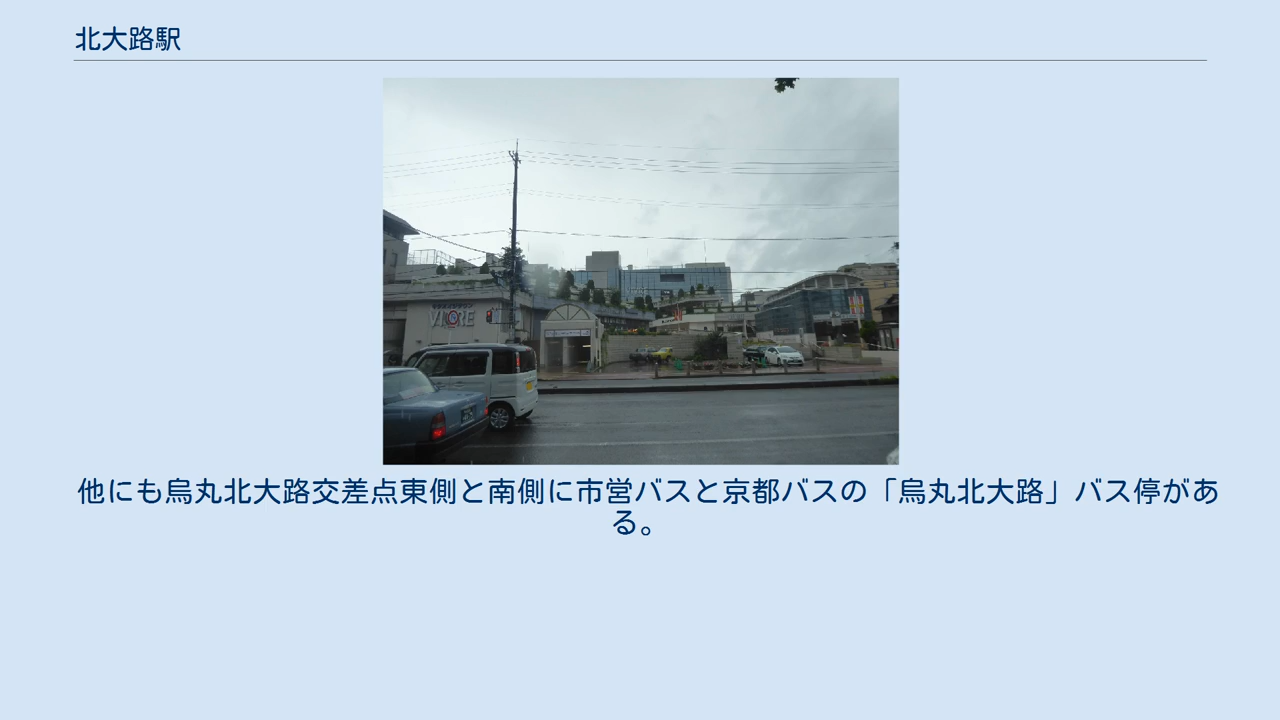 北大路駅
VIORE
他にも烏丸北大路交差点東側と南側に市営バスと京都バスの「烏丸北大路」バス停があ
る。